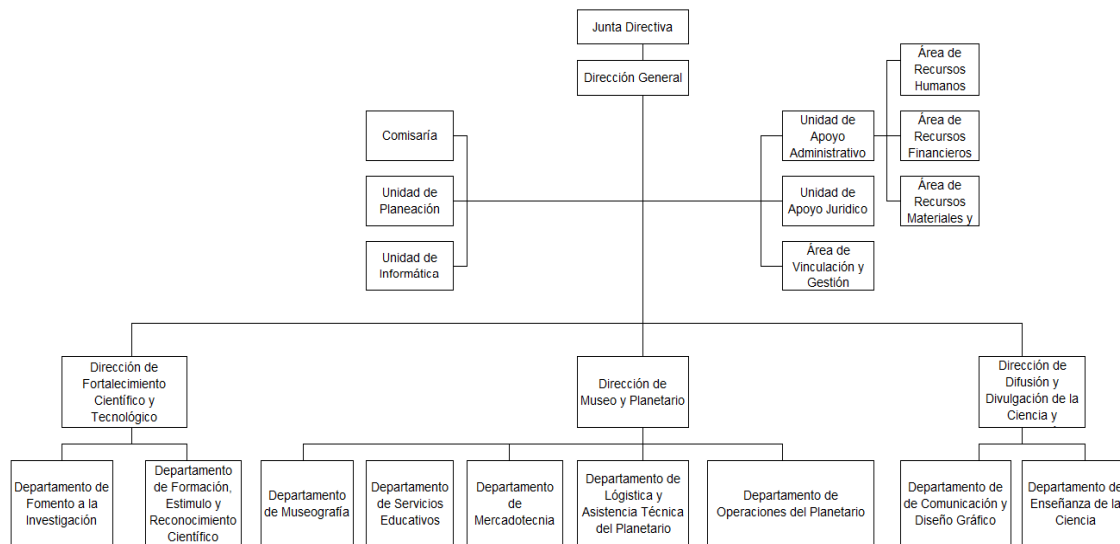 Junta Directiva
Dirección General
Área de
Recursos
Humanos
Comisaría
Unidad de
Apoyo
Administrativo
Área de
Recursos
Financieros
Unidad de
Planeación
Unidad de
Apoyo Juridico
Área de
Recursos
Materiales y
Unidad de
Informática
Área de
Vinculación y
Gestión
Dirección de
Fortalecimiento
Científico y
Tecnológico
Dirección de
Museo y Planetario
Dirección de
Difusión y
Divulgación de la
Ciencia y
Departamento de
Fomento a la
Investigación
Departamento
de Formación,
Estimulo y
Reconocimiento
Científico
Departamento
de Museografía
Departamento
de Servicios
Educativos
Departamento
de
Mercadotecnia
Departamento de
Lógistica y
Asistencia Técnica
del Planetario
Departamento de
Operaciones del Planetario
Departamento de
de Comunicación y
Diseño Gráfico
Departamento de
Enseñanza de la
Ciencia